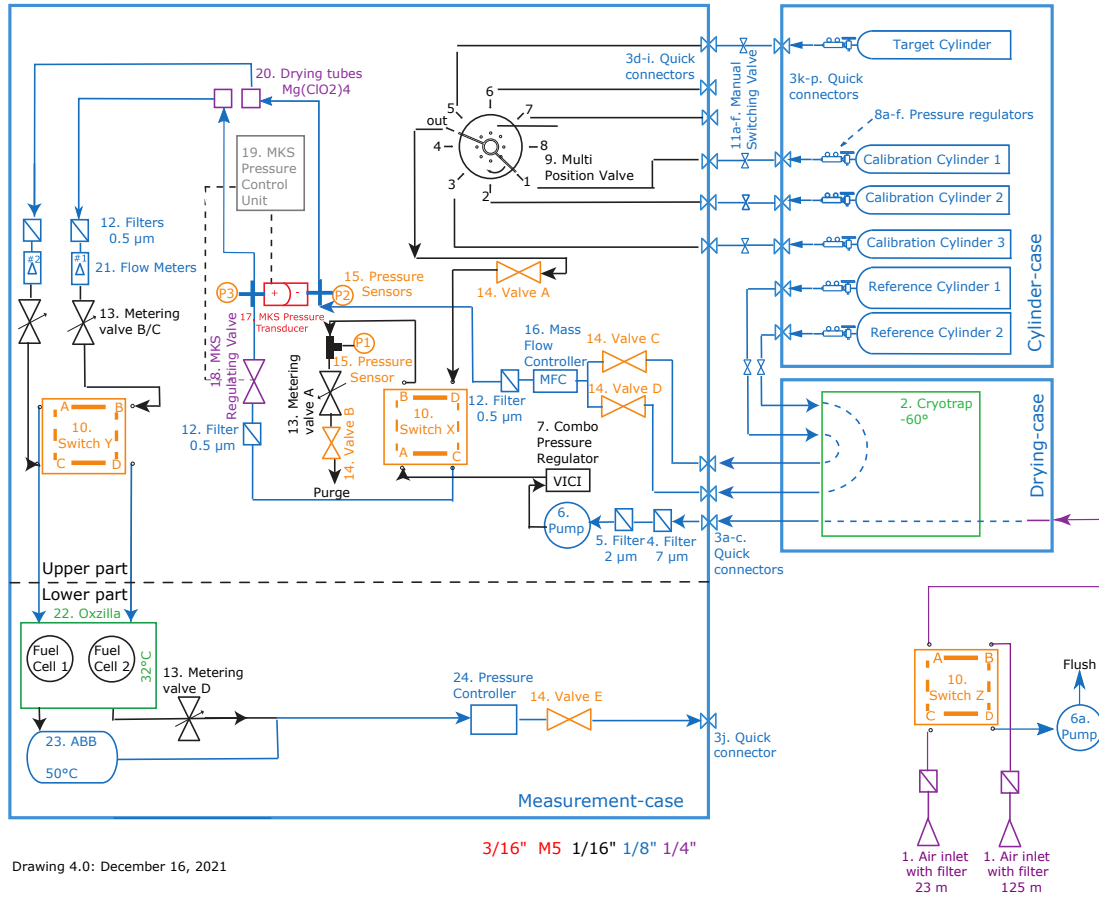 20. Drying tubes
Mg(ClO2)4
19. MKS
Pressure
Control
Unit
12. Filters
0.5 µm
#2
#1
21. Flow Meters
13. Metering
valve B/C
P3
+
-
P2
15. Pressure
Sensors
17. MKS Pressure
Transducer
18. MKS
Regulating Valve
P1
15. Pressure
Sensor
13. Metering
valve A
14. Valve B
Purge
12. Filter
0.5 µm
A
B
10.
Switch Y
C
D
B
D
10.
Switch X
A
C
5
6
7
out
4
8
3
2
1
9. Multi
Position Valve
14. Valve A
16. Mass
Flow
Controller
MFC
12. Filter
0.5 µm
14. Valve C
14. Valve D
7. Combo
Pressure
Regulator
VICI
6.
Pump
5. Filter
2 µm
4. Filter
7 µm
3a-c.
Quick
connectors
3d-i. Quick
connectors
11a-f. Manual
Switching Valve
3k-p. Quick
connectors
8a-f. Pressure regulators
Target Cylinder
Calibration Cylinder 1
Calibration Cylinder 2
Calibration Cylinder 3
Reference Cylinder 1
Reference Cylinder 2
Cylinder-case
2. Cryotrap
-60°
Drying-case
Upper part
Lower part
22. Oxzilla
Fuel
Cell 1
Fuel
Cell 2
32°C
13. Metering
valve D
23. ABB
50°C
24. Pressure
Controller
14. Valve E
3j. Quick
connector
Measurement-case
A
B
10.
Switch Z
C
D
Flush
6a.
Pump
1. Air inlet
with filter
23 m
1. Air inlet
with filter
125 m
3/16" M5 1/16" 1/8" 1/4"
Drawing 4.0: December 16, 2021